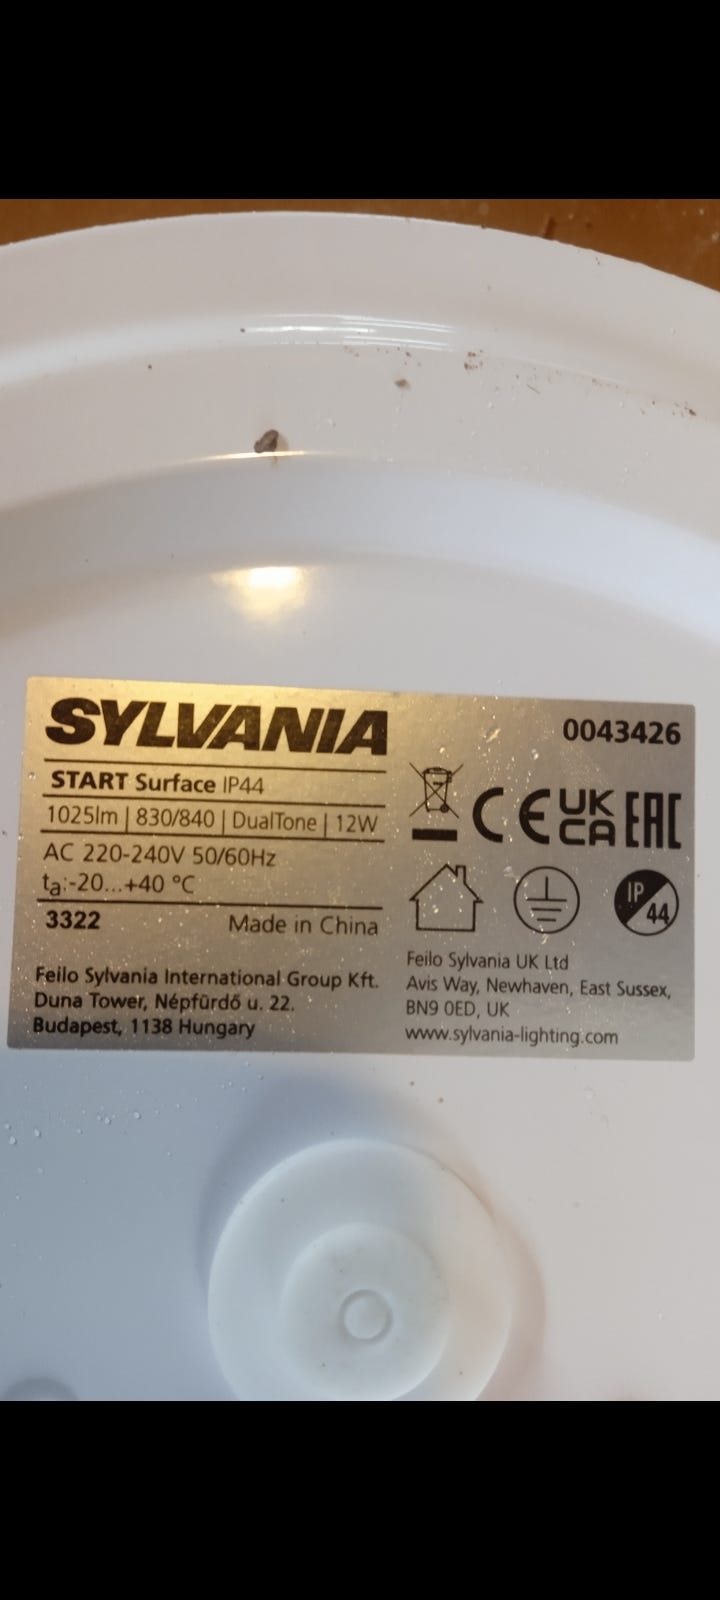 SYLVANIA
START Surface IP44
1025lm | 830/840 | DualTone | 12W
AC 220-240V 50/60Hz
ta:-20...+40 °C
3322 Made in China
Feilo Sylvania International Group Kft.
Duna Tower, Népfürdő u. 22.
Budapest, 1138 Hungary
0043426
CE UK CA EAC
IP 44
Feilo Sylvania UK Ltd
Avis Way, Newhaven, East Sussex,
BN9 0ED, UK
www.sylvania-lighting.com